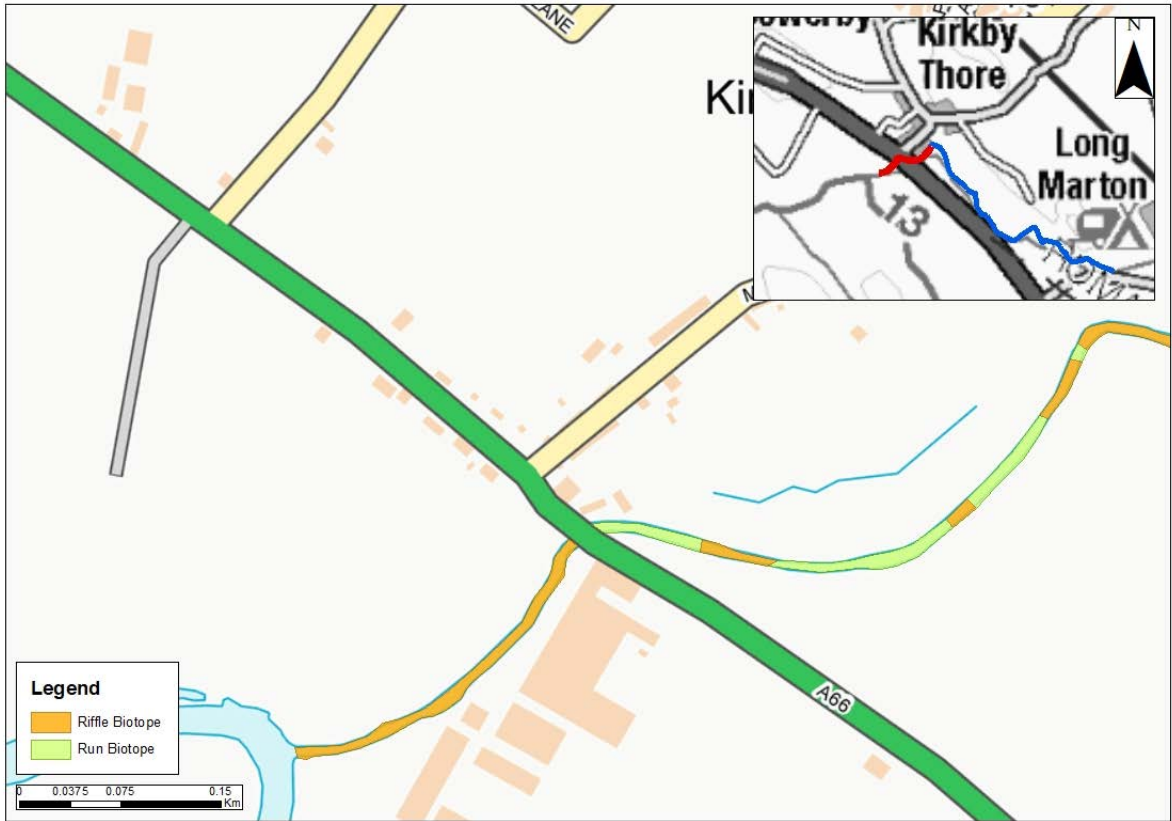 LANE
Kirkby
Thore
N
Long
Marton
13
A66
Legend
Riffle Biotope
Run Biotope
0 0.0375 0.075 0.15
Km